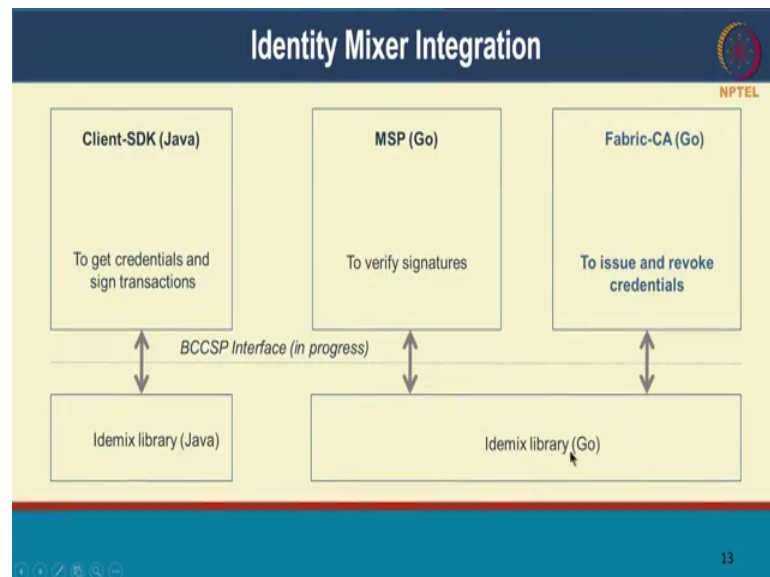 Identity Mixer Integration
NPTEL
Client-SDK (Java)
To get credentials and
sign transactions
MSP (Go)
To verify signatures
Fabric-CA (Go)
To issue and revoke
credentials
BCCSP Interface (in progress)
Idemix library (Java)
Idemix library (Go)
13